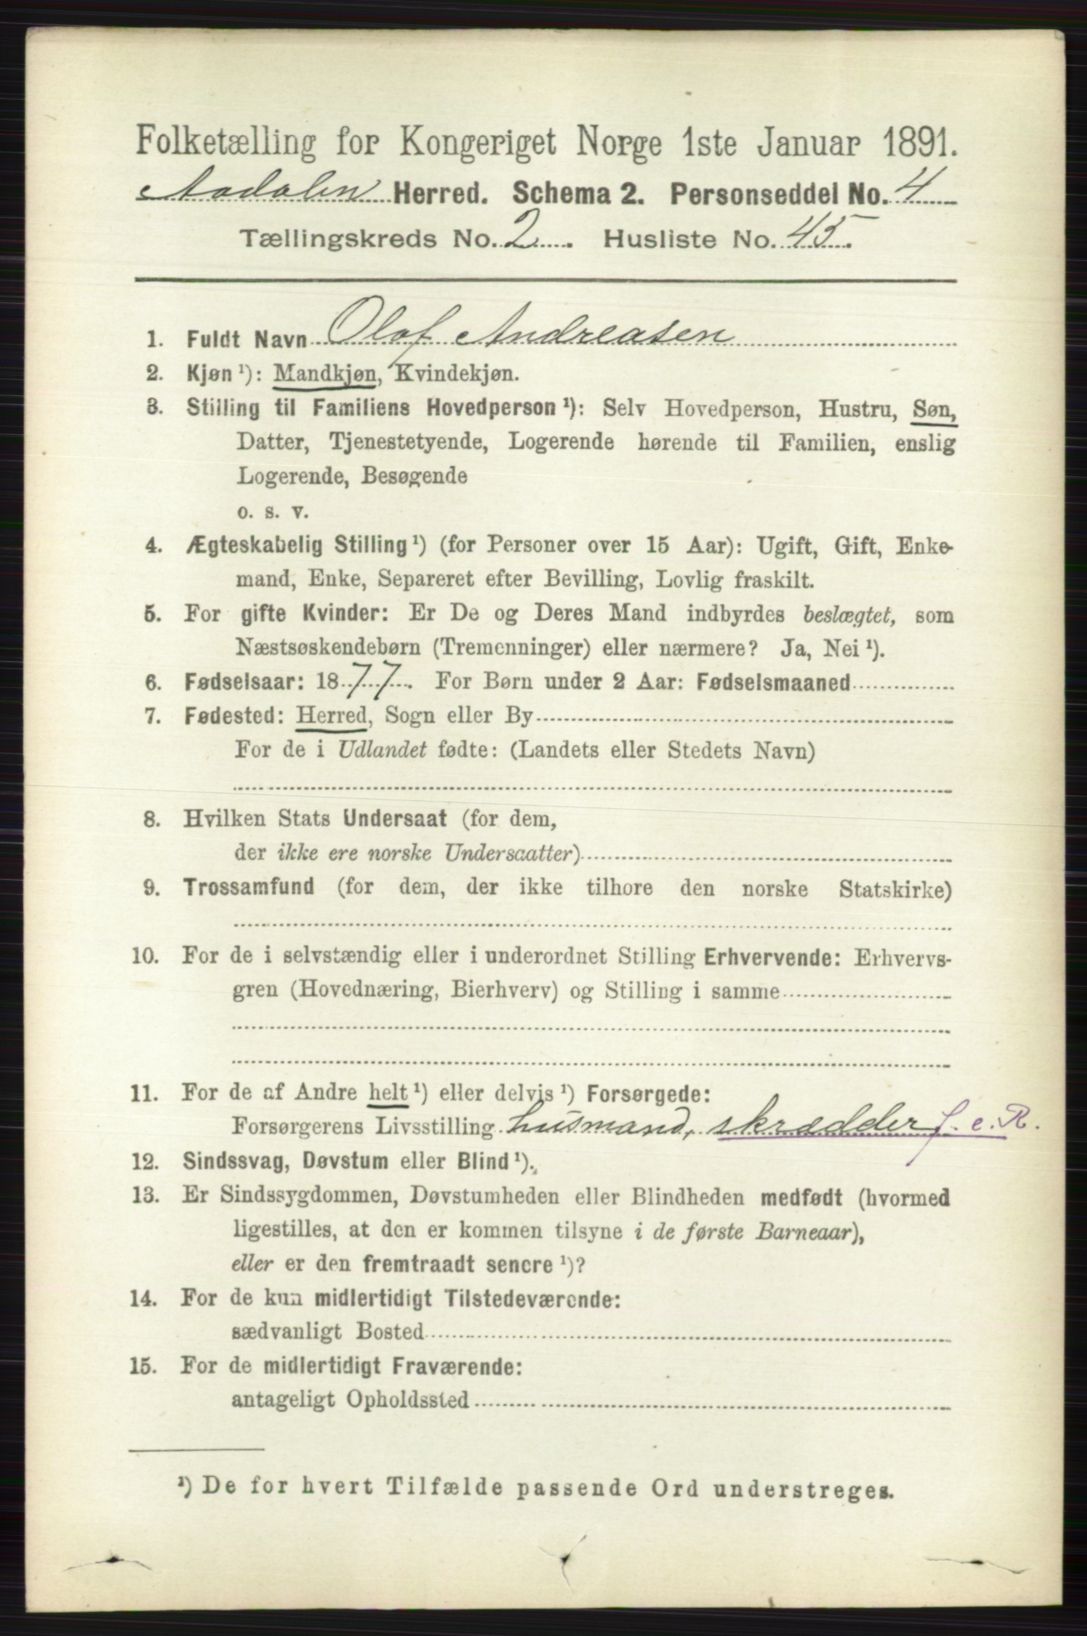 Folketælling for Kongeriget Norge 1ste Januar 1891.
Aadalen Herred. Schema 2. Personseddel No. 4
Tællingskreds No. 2. Husliste No. 45.
1. Fuldt Navn Olaf Andreasen
2. Kjøn ¹): Mandkjøn, Kvindekjøn.
3. Stilling til Familiens Hovedperson ¹): Selv Hovedperson, Hustru, Søn,
Datter, Tjenestetyende, Logerende hørende til Familien, enslig
Logerende, Besøgende
o. s. v.
4. Ægteskabelig Stilling ¹) (for Personer over 15 Aar): Ugift, Gift, Enke-
mand, Enke, Separeret efter Bevilling, Lovlig fraskilt.
5. For gifte Kvinder: Er De og Deres Mand indbyrdes beslægtet, som
Næstsøskendebørn (Tremenninger) eller nærmere? Ja, Nei ¹).
6. Fødselsaar: 1877. For Børn under 2 Aar: Fødselsmaaned
7. Fødested: Herred, Sogn eller By
For de i Udlandet fødte: (Landets eller Stedets Navn)
8. Hvilken Stats Undersaat (for dem,
der ikke ere norske Undersaatter)
9. Trossamfund (for dem, der ikke tilhøre den norske Statskirke)
10. For de i selvstændig eller i underordnet Stilling Erhvervende: Erhvervs-
gren (Hovednæring, Bierhverv) og Stilling i samme
11. For de af Andre helt ¹) eller delvis ¹) Forsørgede:
Forsørgerens Livsstilling husmand, skrædder f. e. R.
12. Sindssvag, Døvstum eller Blind ¹).
13. Er Sindssygdommen, Døvstumheden eller Blindheden medfødt (hvormed
ligestilles, at den er kommen tilsyne i de første Barneaar),
eller er den fremtraadt senere ¹)?
14. For de kun midlertidigt Tilstedeværende:
sædvanligt Bosted
15. For de midlertidigt Fraværende:
antageligt Opholdssted
¹) De for hvert Tilfælde passende Ord understreges.